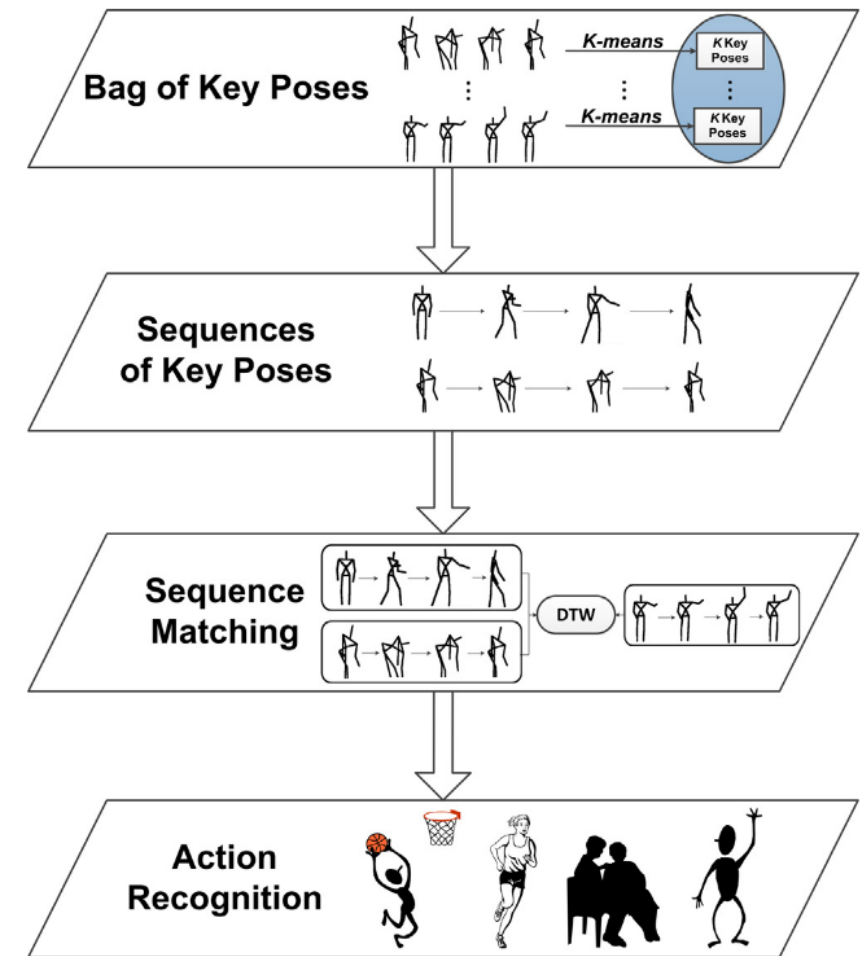 Bag of Key Poses
K-means
K Key
Poses
K-means
K Key
Poses
Sequences
of Key Poses
Sequence
Matching
DTW
Action
Recognition